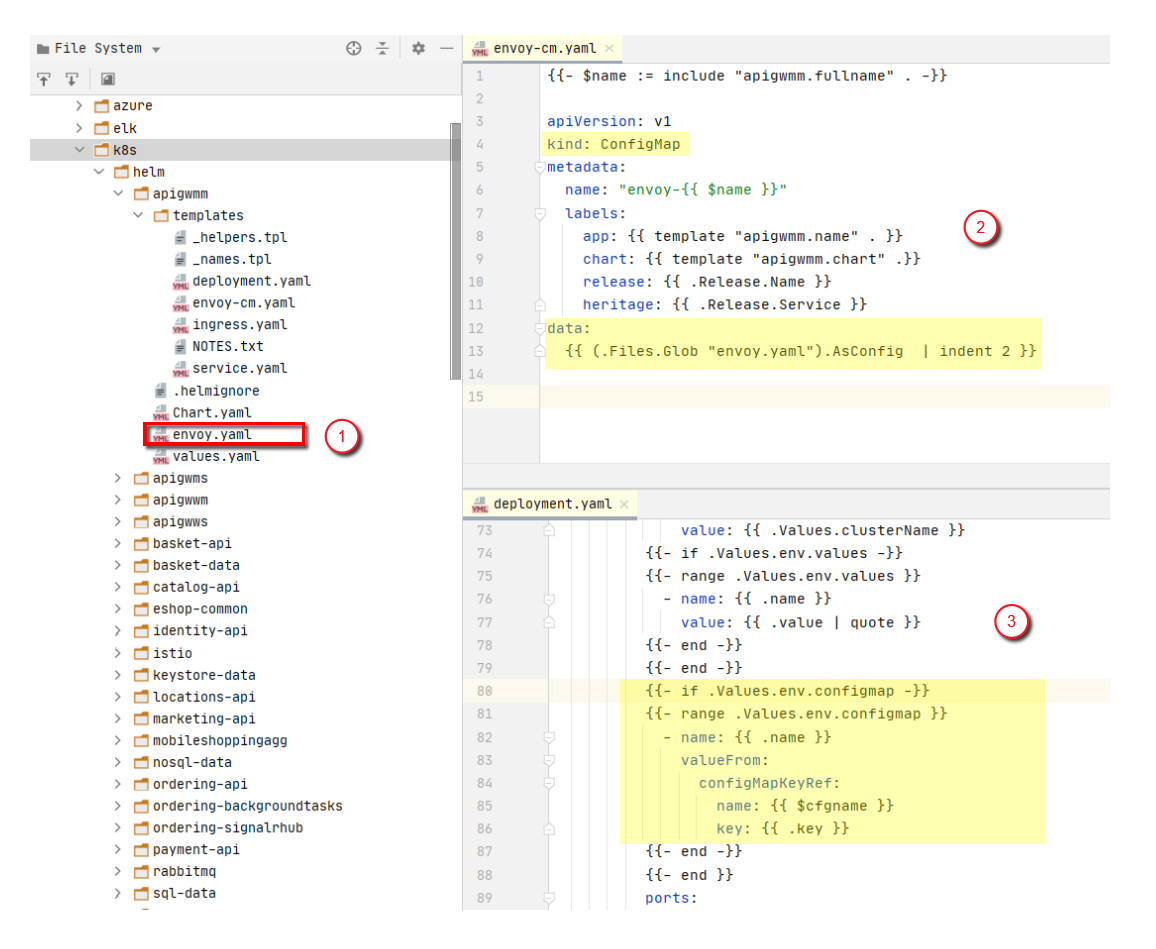 File System
azure
elk
k8s
helm
apigwmm
templates
_helpers.tpl
_names.tpl
deployment.yaml
envoy-cm.yaml
ingress.yaml
NOTES.txt
service.yaml
.helmignore
Chart.yaml
envoy.yaml
1
values.yaml
apigwms
apigwwm
apigwws
basket-api
basket-data
catalog-api
eshop-common
identity-api
istio
keystore-data
locations-api
marketing-api
mobileshoppingagg
nosql-data
ordering-api
ordering-backgroundtasks
ordering-signalrhub
payment-api
rabbitmq
sql-data
envoy-cm.yaml
1 {{- $name := include "apigwmm.fullname" . -}}
2
3 apiVersion: v1
4 kind: ConfigMap
5 metadata:
6 name: "envoy-{{ $name }}"
7 labels:
8 app: {{ template "apigwmm.name" . }}
9 chart: {{ template "apigwmm.chart" .}}
10 release: {{ .Release.Name }}
11 heritage: {{ .Release.Service }}
12 data:
13 {{ (.Files.Glob "envoy.yaml").AsConfig  | indent 2 }}
14
15
2
deployment.yaml
73 value: {{ .Values.clusterName }}
74 {{- if .Values.env.values -}}
75 {{- range .Values.env.values }}
76 - name: {{ .name }}
77 value: {{ .value | quote }}
78 {{- end -}}
79 {{- end -}}
80 {{- if .Values.env.configmap -}}
81 {{- range .Values.env.configmap }}
82 - name: {{ .name }}
83 valueFrom:
84 configMapKeyRef:
85 name: {{ $cfgname }}
86 key: {{ .key }}
87 {{- end -}}
88 {{- end }}
89 ports:
3